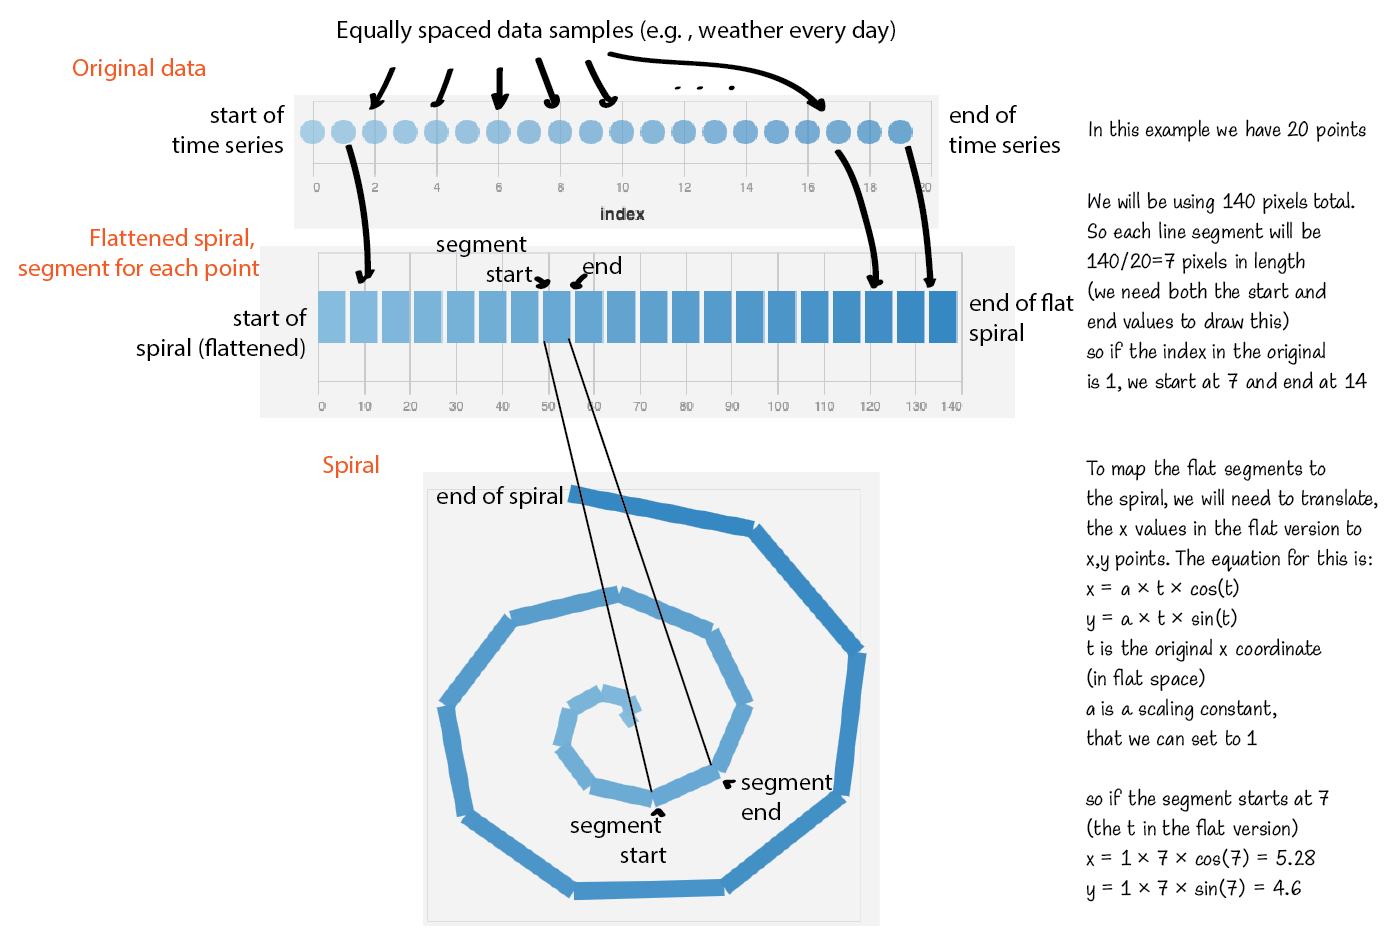 Equally spaced data samples (e.g. , weather every day)
Original data
start of
time series
end of
time series
0 2 4 6 8 10 12 14 16 18 20
index
In this example we have 20 points
We will be using 140 pixels total.
So each line segment will be
140/20=7 pixels in length
(we need both the start and
end values to draw this)
so if the index in the original
is 1, we start at 7 and end at 14
Flattened spiral,
segment for each point
segment
start
end
start of
spiral (flattened)
end of flat
spiral
0 10 20 30 40 50 60 70 80 90 100 110 120 130 140
Spiral
end of spiral
segment
end
segment
start
To map the flat segments to
the spiral, we will need to translate,
the x values in the flat version to
x,y points. The equation for this is:
x = a × t × cos(t)
y = a × t × sin(t)
t is the original x coordinate
(in flat space)
a is a scaling constant,
that we can set to 1
so if the segment starts at 7
(the t in the flat version)
x = 1 × 7 × cos(7) = 5.28
y = 1 × 7 × sin(7) = 4.6